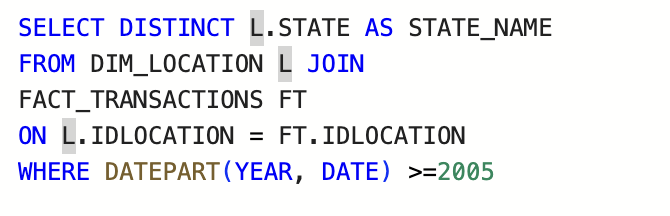 SELECT DISTINCT L.STATE AS STATE_NAME
FROM DIM_LOCATION L JOIN
FACT_TRANSACTIONS FT
ON L.IDLOCATION = FT.IDLOCATION
WHERE DATEPART(YEAR, DATE) >=2005